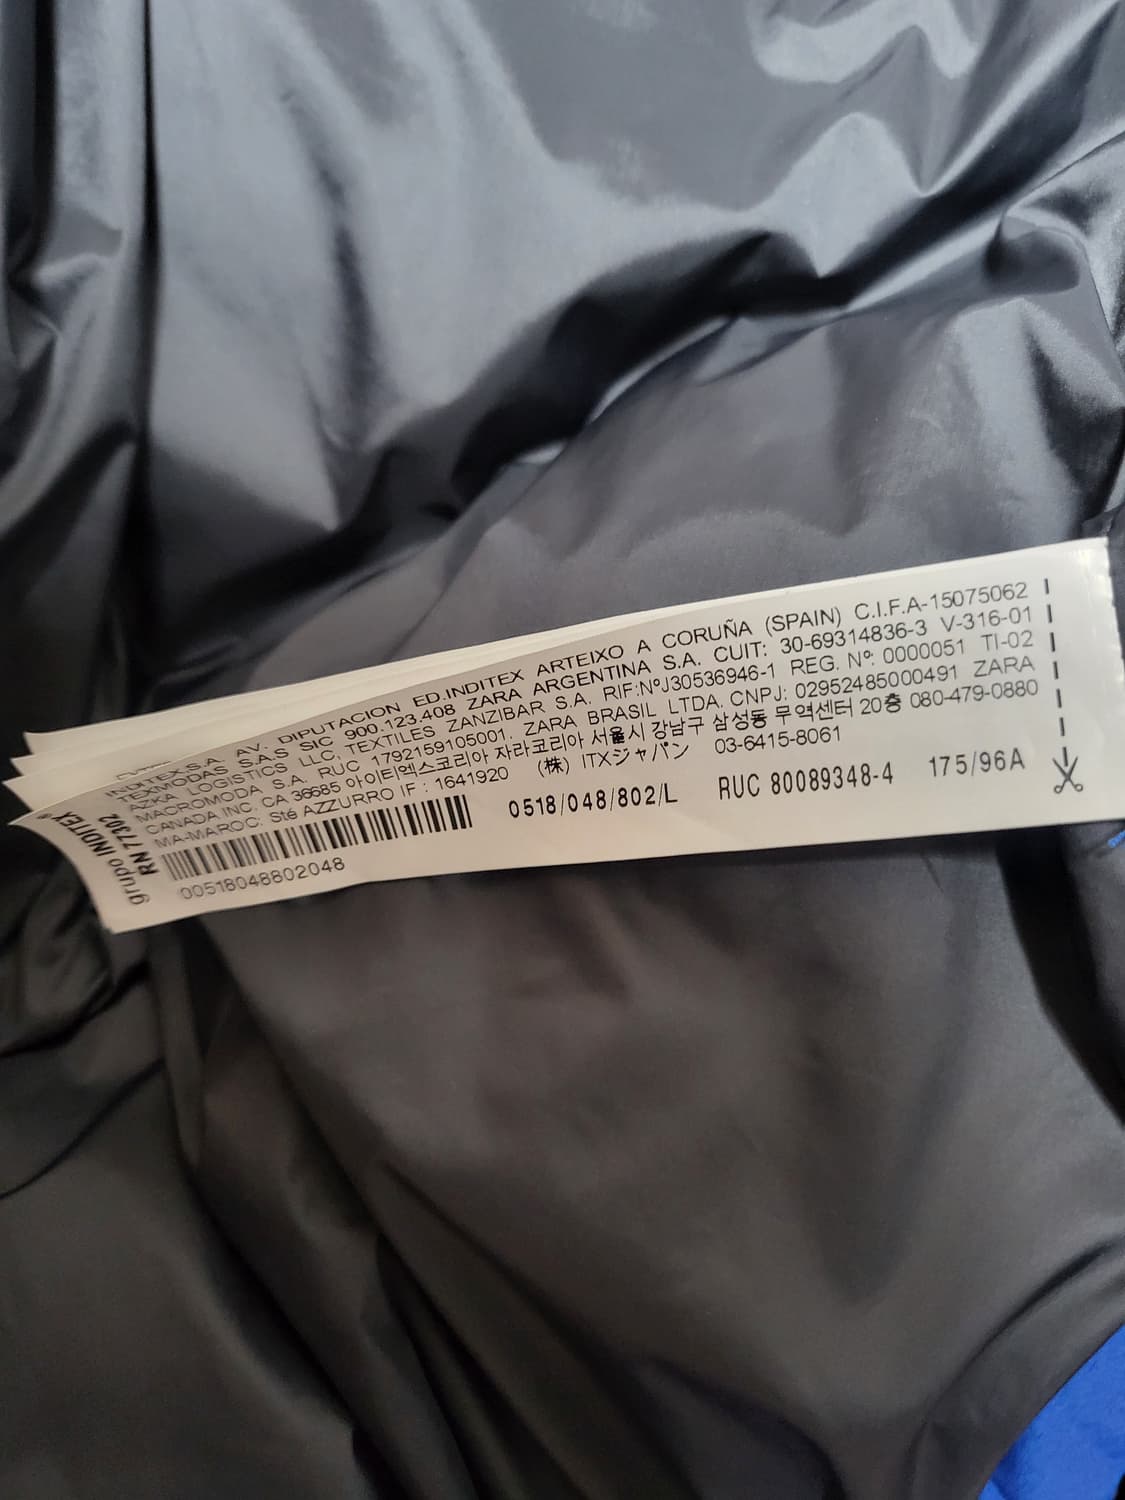 INDITEX.S.A. AV. DIPUTACION ED.INDITEX ARTEIXO A CORUÑA (SPAIN) C.I.F.A-15075062
TEXMODAS S.A.S SIC 900.123.408 ZARA ARGENTINA S.A. CUIT: 30-69314836-3 V-316-01
AZKA LOGISTICS LLC, TEXTILES ZANZIBAR S.A. RIF:NºJ30536946-1 REG. Nº: 0000051 TI-02
MACROMODA S.A. RUC 1792159105001. ZARA BRASIL LTDA. CNPJ: 02952485000491 ZARA
CANADA INC. CA 36685 아이티엑스코리아 자라코리아 서울시 강남구 삼성동 무역센터 20층 080-479-0880
MA-MAROC: Sté AZZURRO IF : 1641920 (株) ITXジャパン 03-6415-8061
0518/048/802/L RUC 80089348-4 175/96A
00518048802048
grupo INDITEX
RN 77302